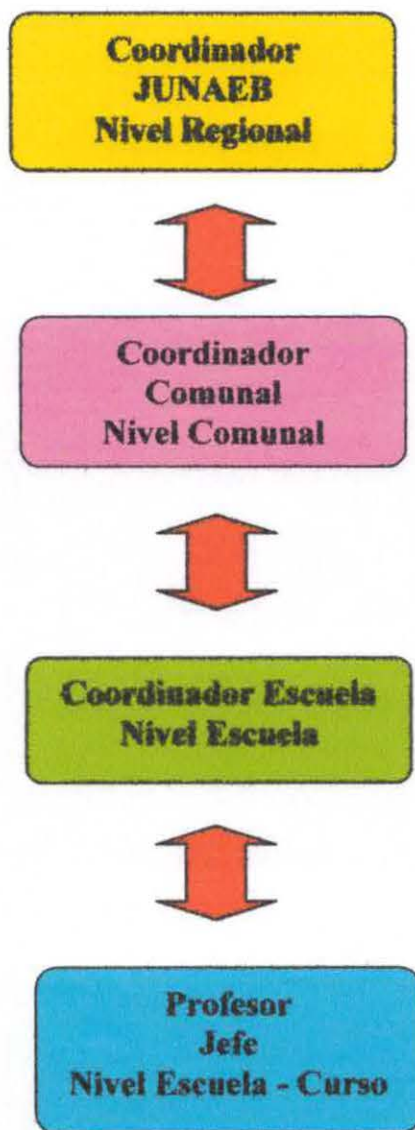 Coordinador
JUNAEB
Nivel Regional
Coordinador
Comunal
Nivel Comunal
Coordinador Escuela
Nivel Escuela
Profesor
Jefe
Nivel Escuela - Curso